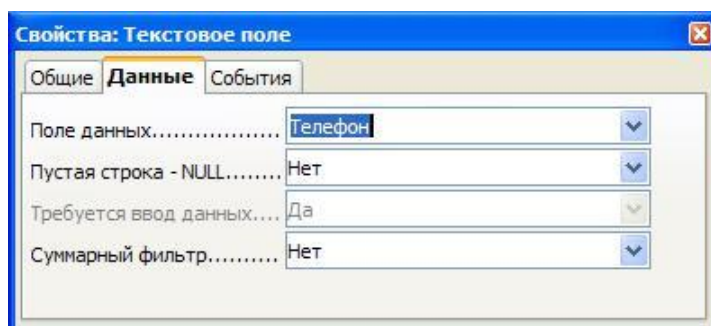 Свойства: Текстовое поле
Общие Данные События
Поле данных.................. Телефон
Пустая строка - NULL........ Нет
Требуется ввод данных.... Да
Суммарный фильтр.......... Нет